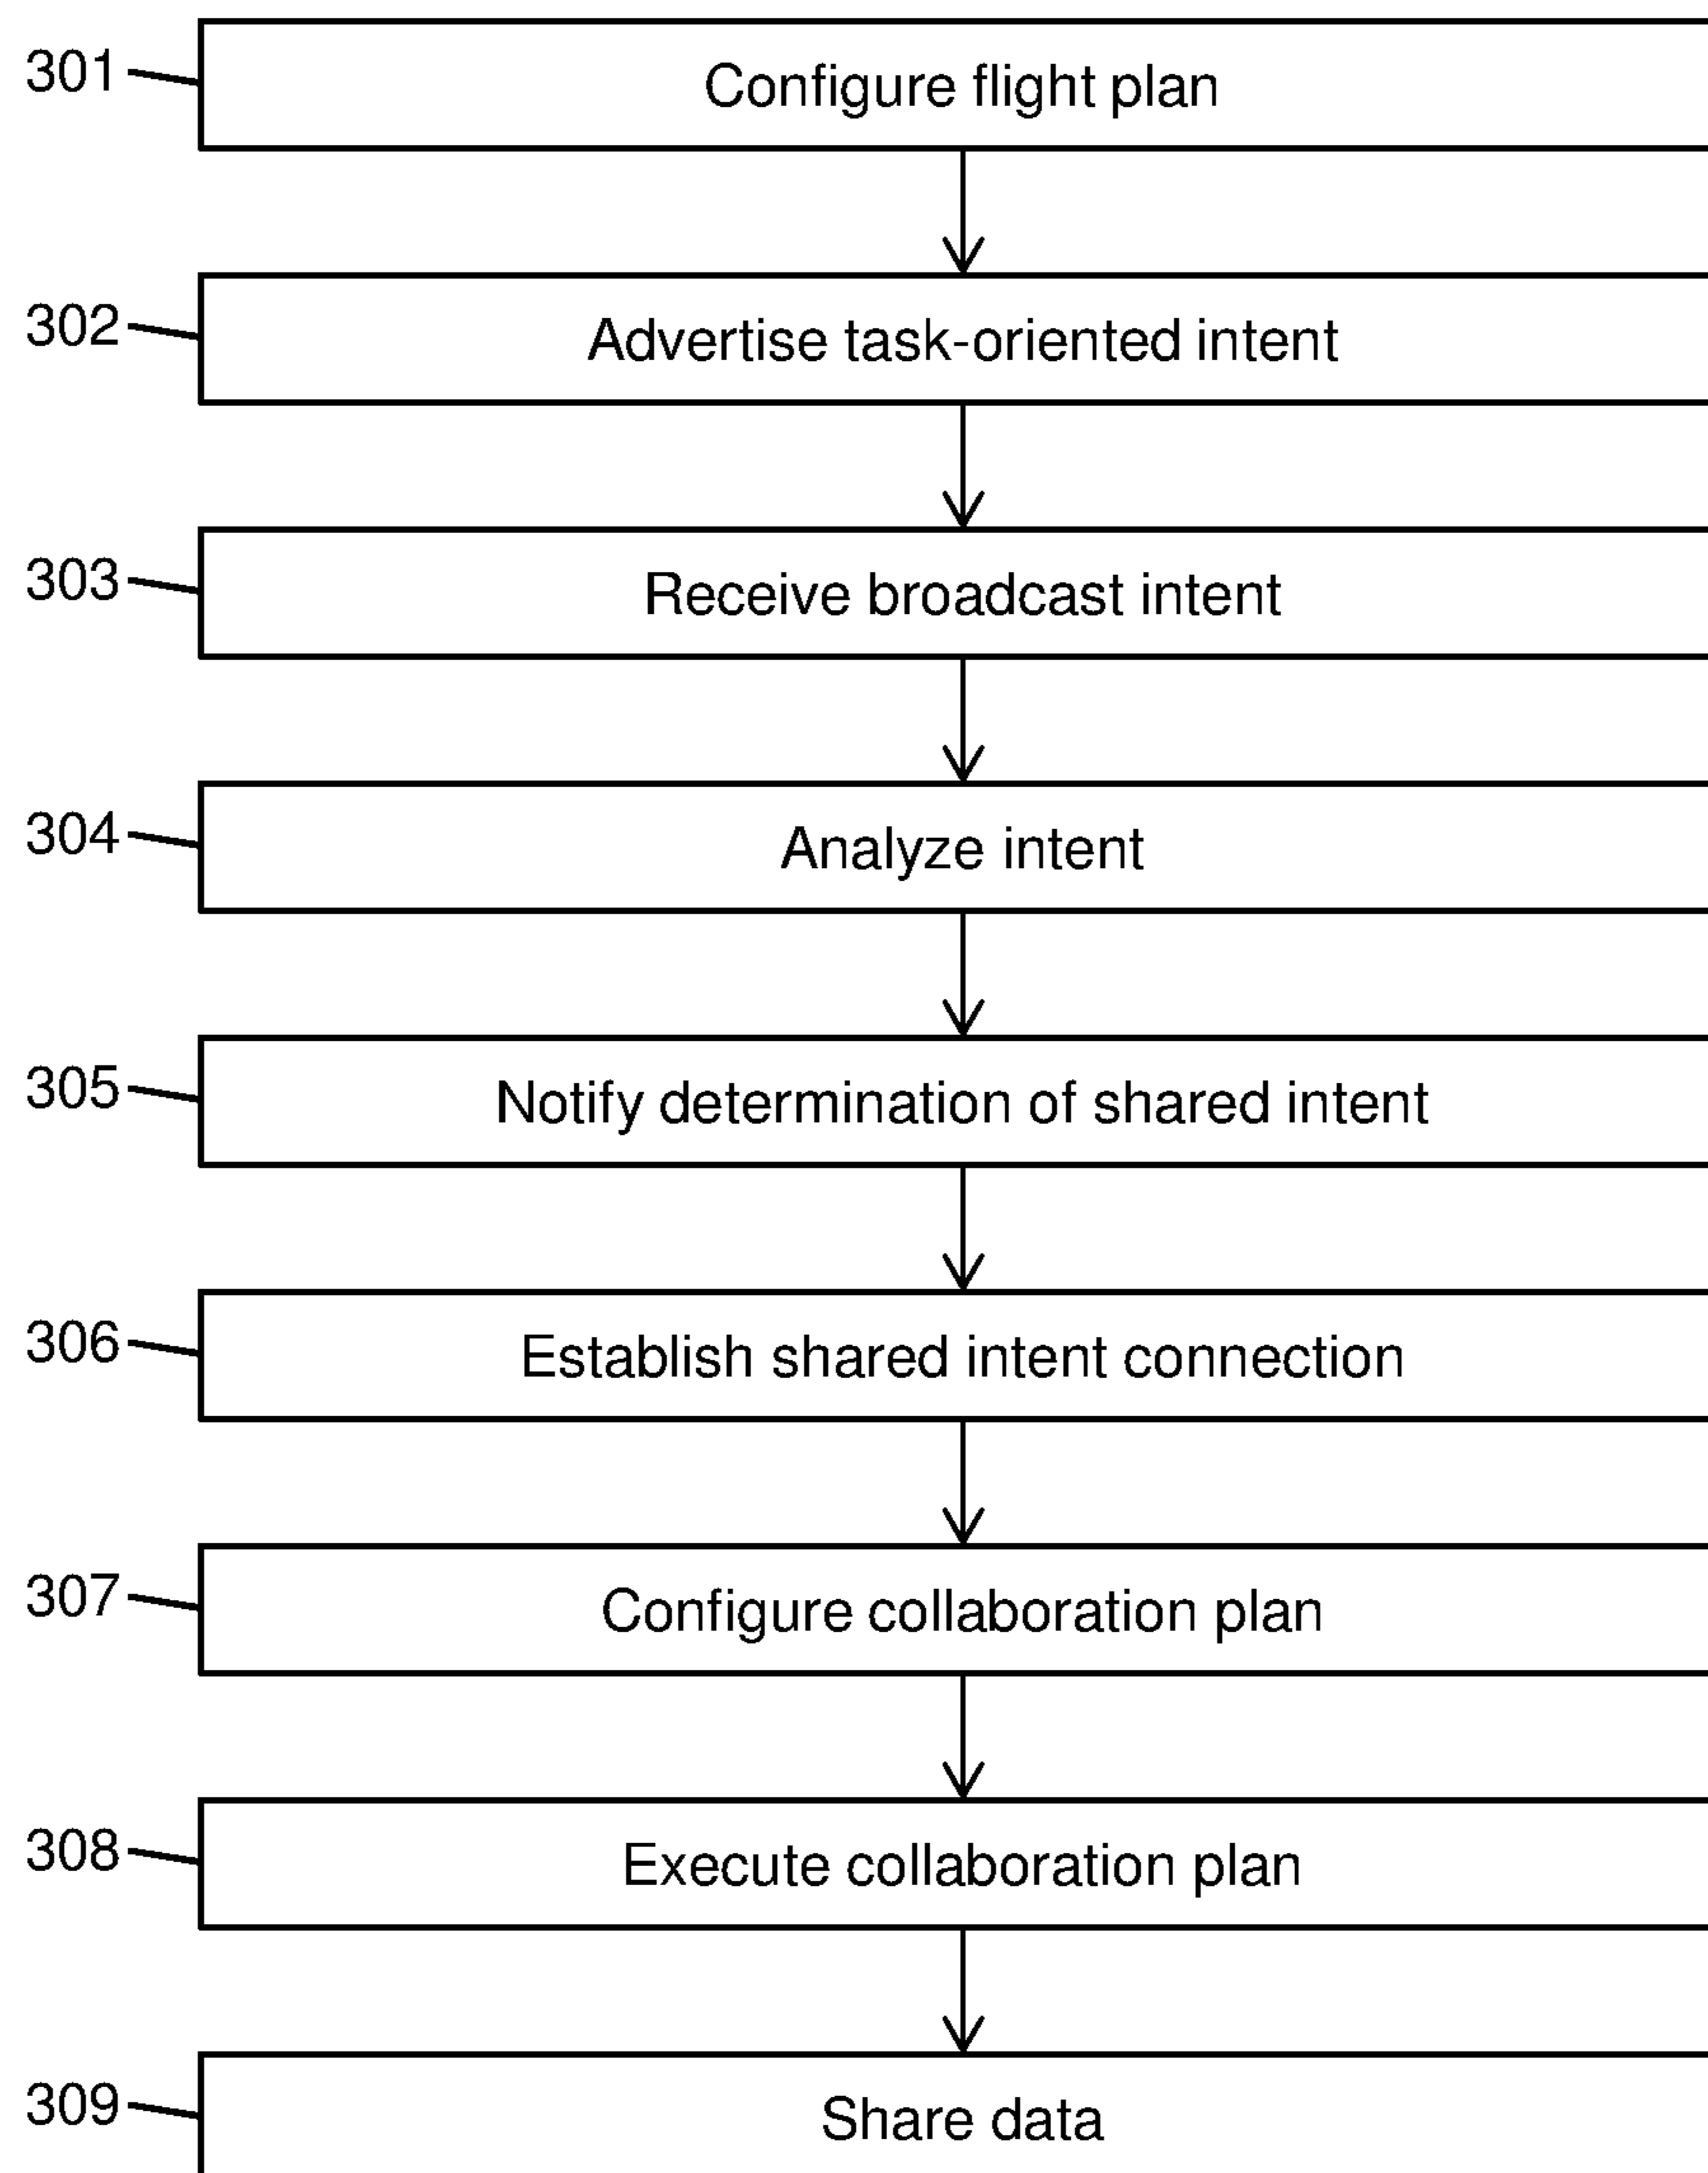 301 Configure flight plan
302 Advertise task-oriented intent
303 Receive broadcast intent
304 Analyze intent
305 Notify determination of shared intent
306 Establish shared intent connection
307 Configure collaboration plan
308 Execute collaboration plan
309 Share data